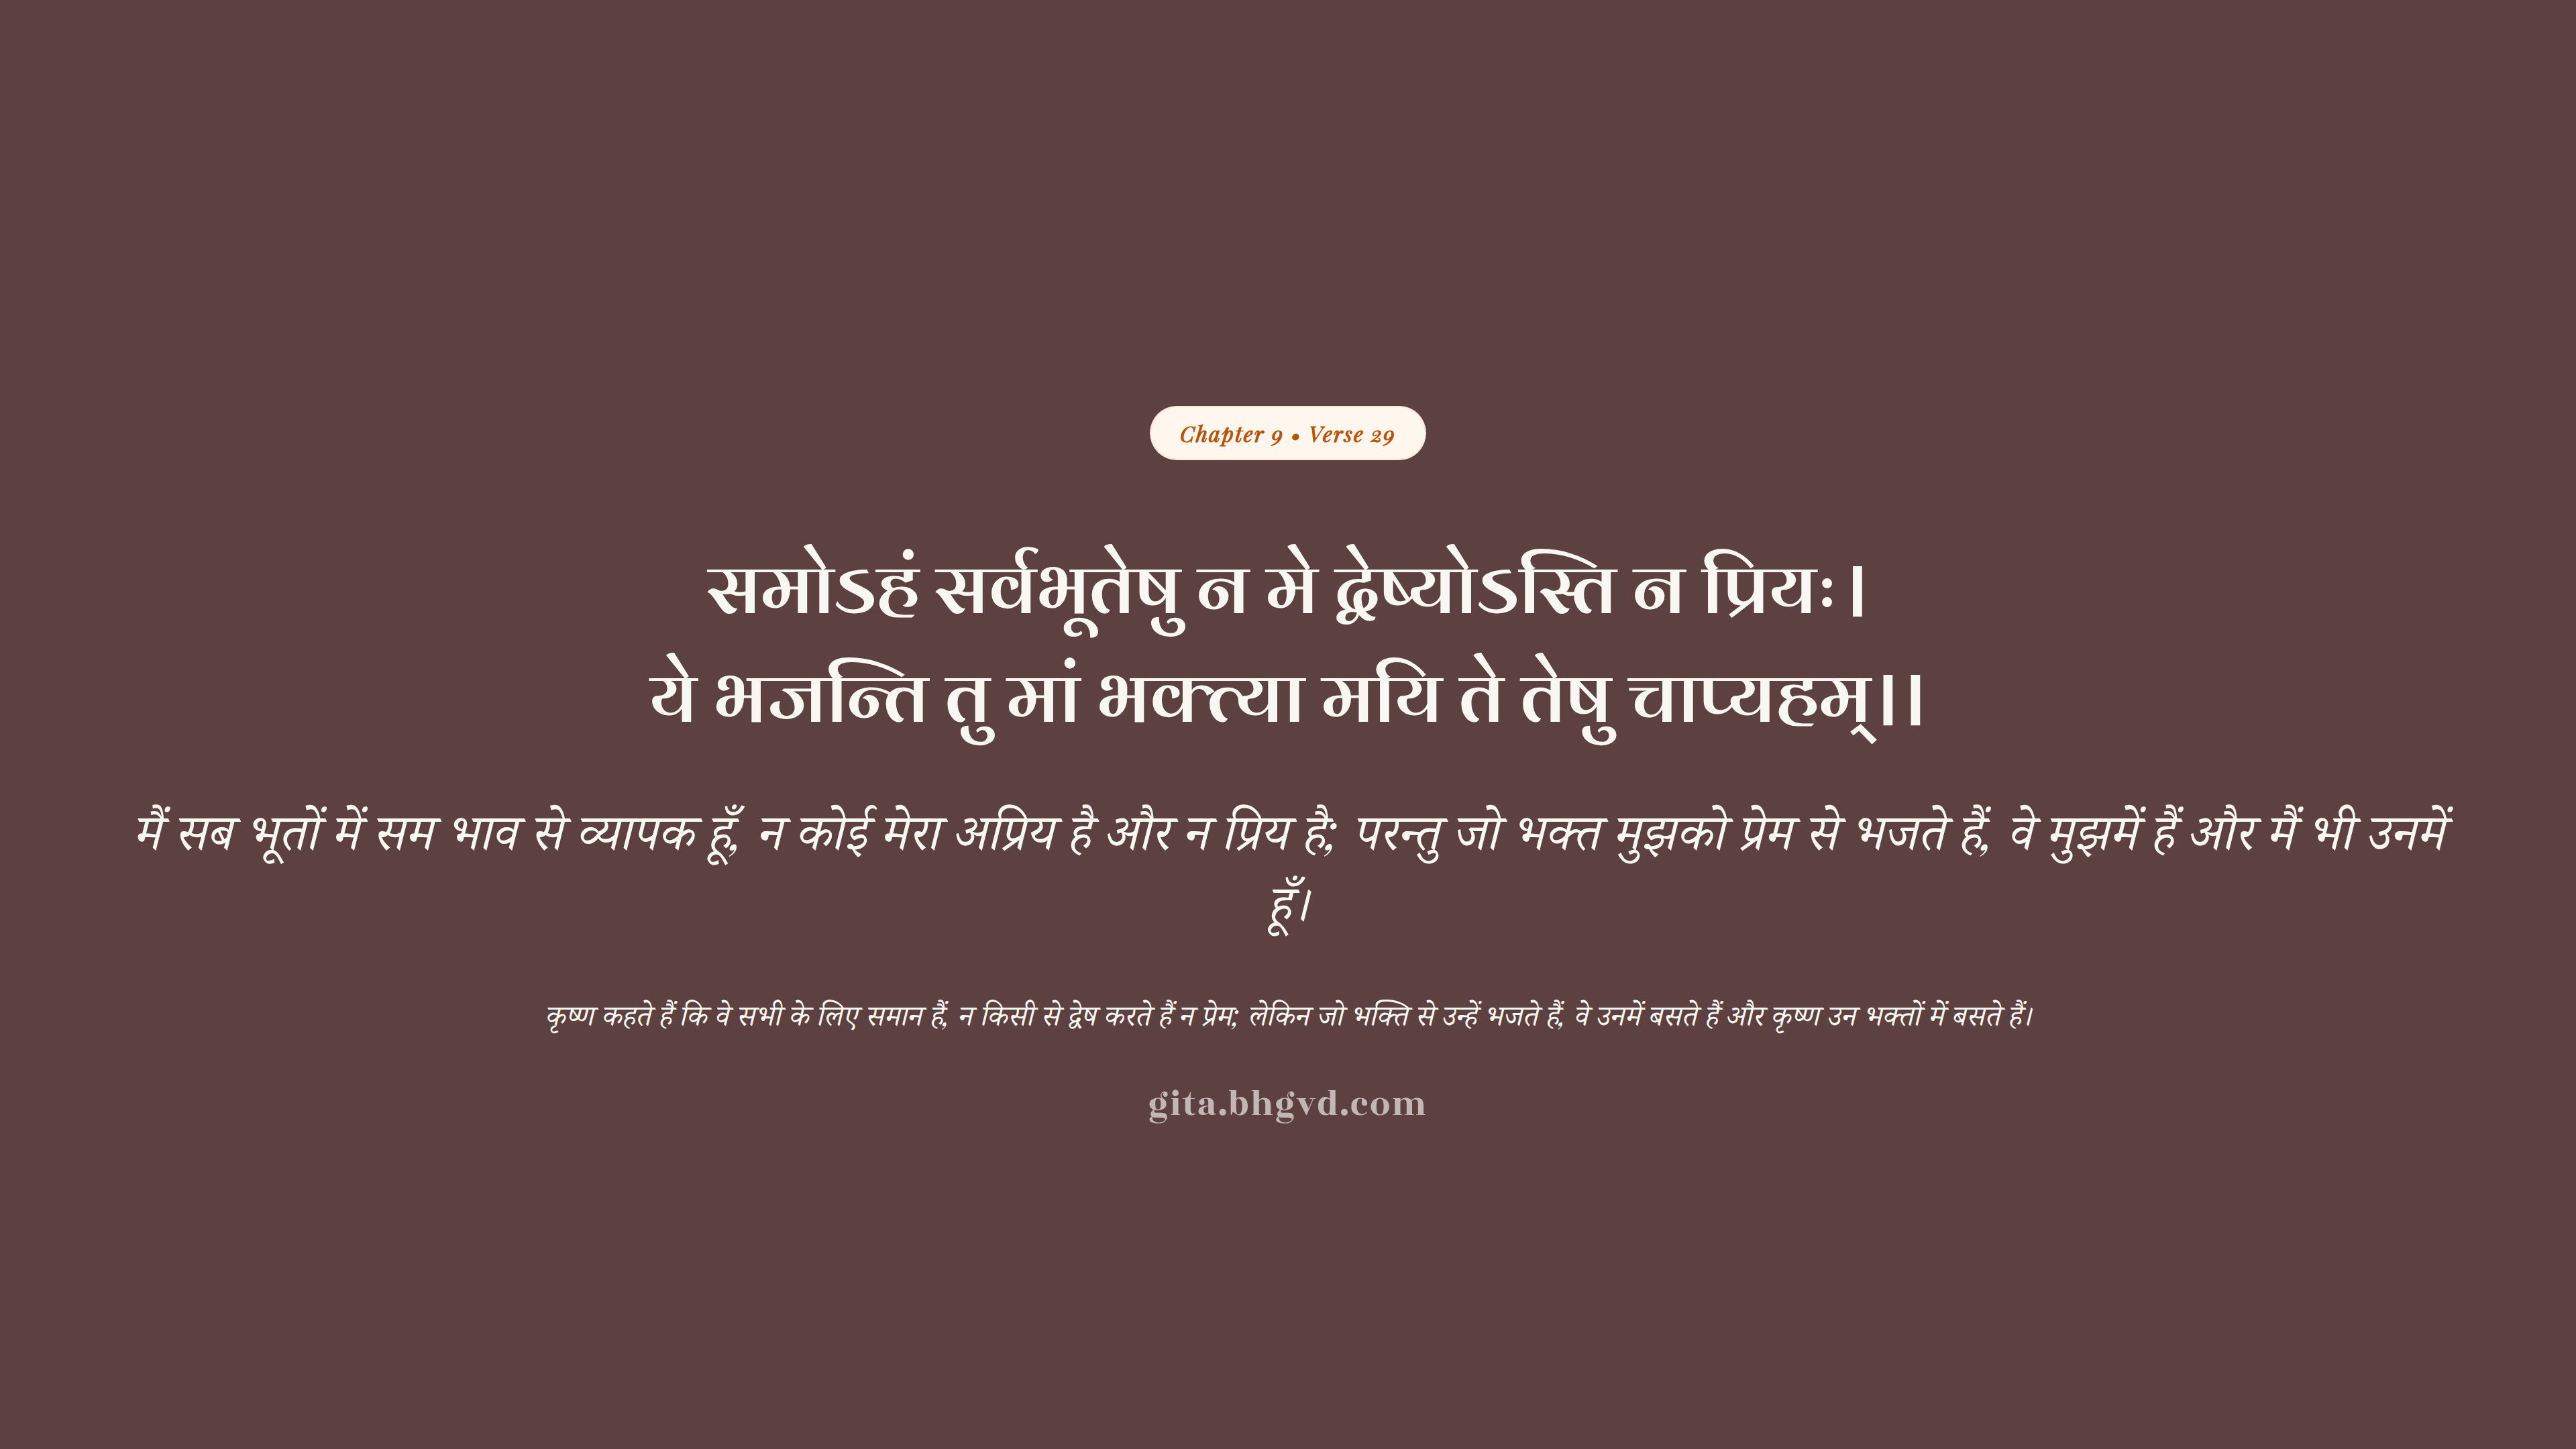 Chapter 9 • Verse 29
समोऽहं सर्वभूतेषु न मे द्वेष्योऽस्ति न प्रियः।
ये भजन्ति तु मां भक्त्या मयि ते तेषु चाप्यहम्।।
मैं सब भूतों में सम भाव से व्यापक हूँ, न कोई मेरा अप्रिय है और न प्रिय है; परन्तु जो भक्त मुझको प्रेम से भजते हैं, वे मुझमें हैं और मैं भी उनमें
हूँ।
कृष्ण कहते हैं कि वे सभी के लिए समान हैं, न किसी से द्वेष करते हैं न प्रेम; लेकिन जो भक्ति से उन्हें भजते हैं, वे उनमें बसते हैं और कृष्ण उन भक्तों में बसते हैं।
gita.bhgvd.com